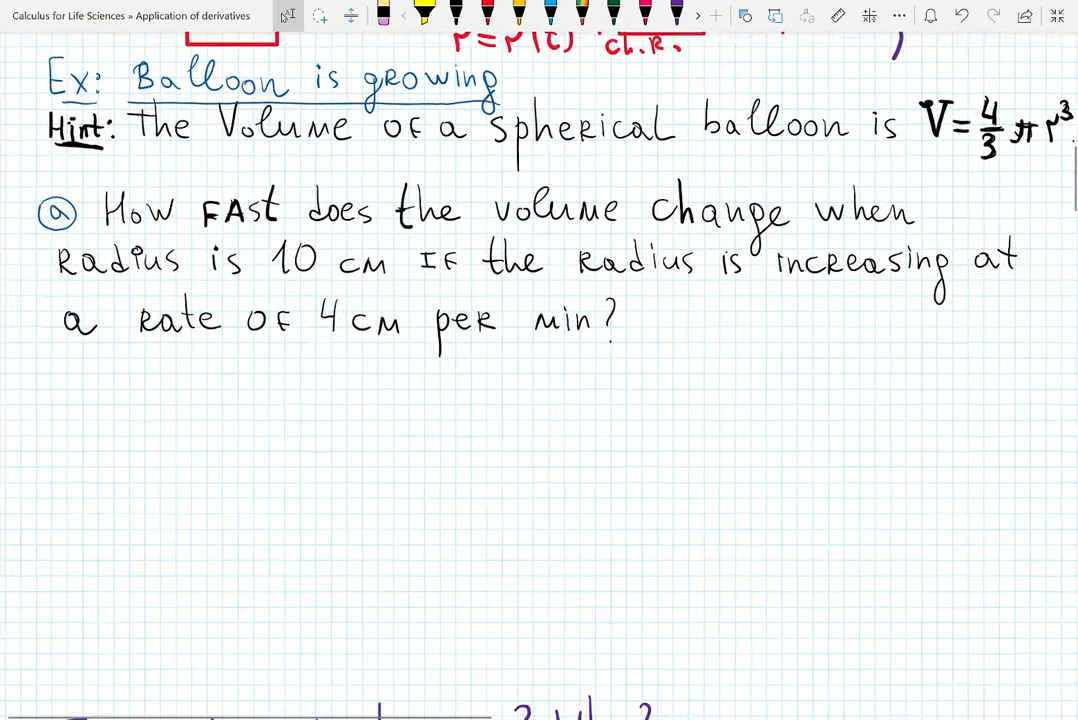 Calculus for Life Sciences » Application of derivatives
r = r(t) ch.R.
Ex: Balloon is growing
Hint: The Volume of a spherical balloon is V = 4/3 π r³.
a How FAst does the volume change when
Radius is 10 cm IF the radius is increasing at
a rate of 4 cm per min?